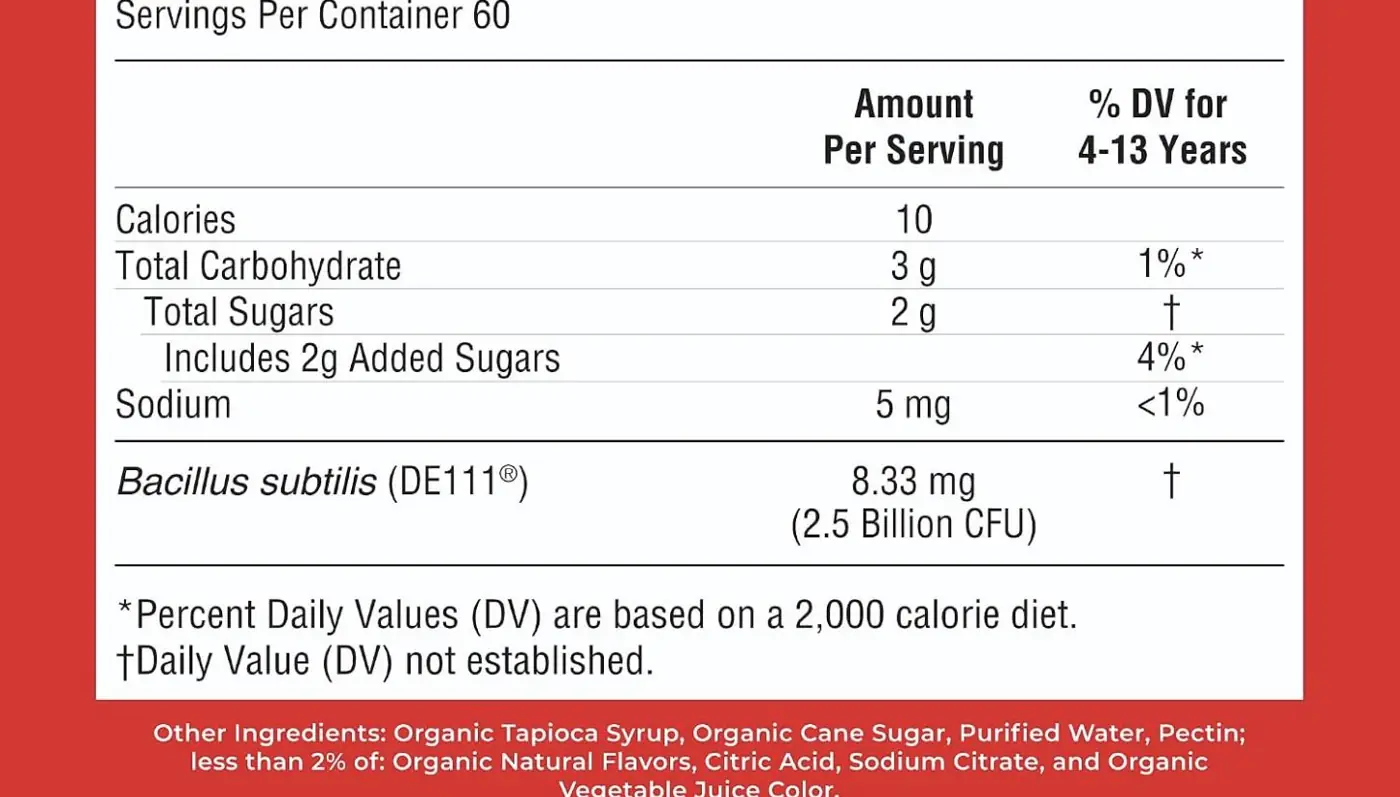 Servings Per Container 60
Amount Per Serving % DV for 4-13 Years
Calories 10
Total Carbohydrate 3 g 1%*
Total Sugars 2 g †
Includes 2g Added Sugars 4%*
Sodium 5 mg <1%
Bacillus subtilis (DE111®) 8.33 mg †
(2.5 Billion CFU)
*Percent Daily Values (DV) are based on a 2,000 calorie diet.
†Daily Value (DV) not established.
Other Ingredients: Organic Tapioca Syrup, Organic Cane Sugar, Purified Water, Pectin;
less than 2% of: Organic Natural Flavors, Citric Acid, Sodium Citrate, and Organic
Vegetable Juice Color.